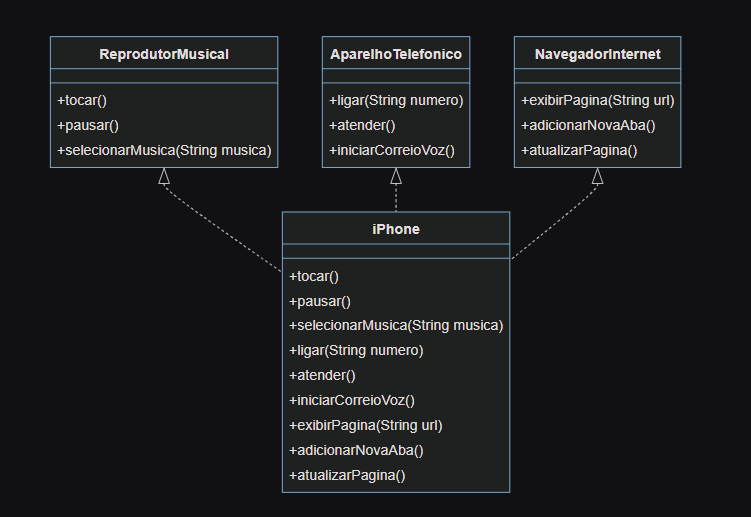 ReprodutorMusical
+tocar()
+pausar()
+selecionarMusica(String musica)
AparelhoTelefonico
+ligar(String numero)
+atender()
+iniciarCorreioVoz()
NavegadorInternet
+exibirPagina(String url)
+adicionarNovaAba()
+atualizarPagina()
iPhone
+tocar()
+pausar()
+selecionarMusica(String musica)
+ligar(String numero)
+atender()
+iniciarCorreioVoz()
+exibirPagina(String url)
+adicionarNovaAba()
+atualizarPagina()